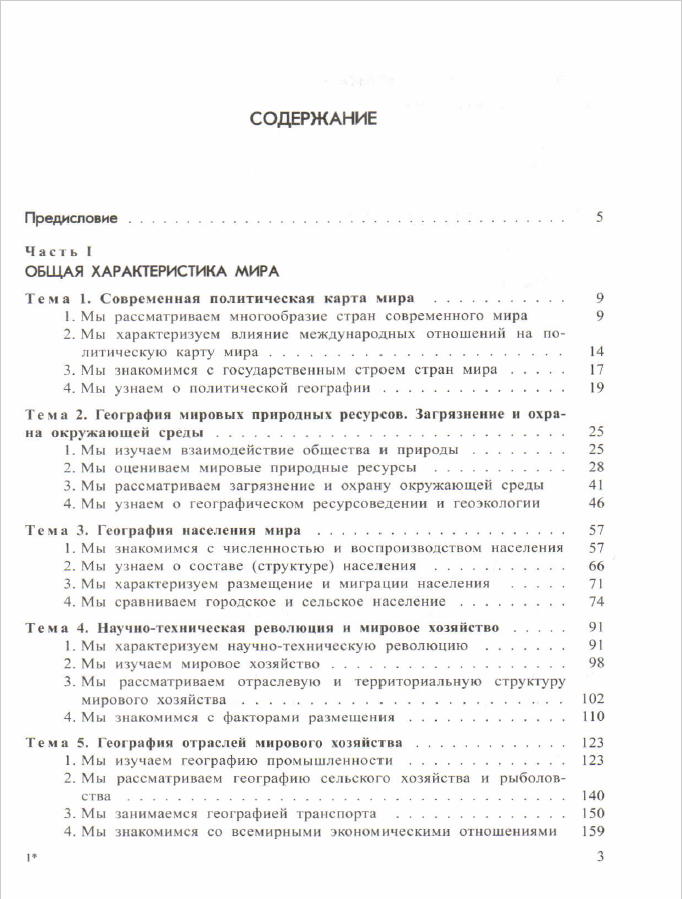 СОДЕРЖАНИЕ
Предисловие . . . . . . . . . . . . . . . . . . . . . . . . . . . . . . 5
Часть I
ОБЩАЯ ХАРАКТЕРИСТИКА МИРА
Тема 1. Современная политическая карта мира . . . . . . . . . . . 9
1. Мы рассматриваем многообразие стран современного мира 9
2. Мы характеризуем влияние международных отношений на по-
литическую карту мира . . . . . . . . . . . . . . . . . . . . . 14
3. Мы знакомимся с государственным строем стран мира . . . . . 17
4. Мы узнаем о политической географии . . . . . . . . . . . . . . 19
Тема 2. География мировых природных ресурсов. Загрязнение и охра-
на окружающей среды . . . . . . . . . . . . . . . . . . . . . . . . 25
1. Мы изучаем взаимодействие общества и природы . . . . . . . 25
2. Мы оцениваем мировые природные ресурсы . . . . . . . . . . 28
3. Мы рассматриваем загрязнение и охрану окружающей среды 41
4. Мы узнаем о географическом ресурсоведении и геоэкологии 46
Тема 3. География населения мира . . . . . . . . . . . . . . . . . 57
1. Мы знакомимся с численностью и воспроизводством населения 57
2. Мы узнаем о составе (структуре) населения . . . . . . . . . . 66
3. Мы характеризуем размещение и миграции населения . . . . . 71
4. Мы сравниваем городское и сельское население . . . . . . . . 74
Тема 4. Научно-техническая революция и мировое хозяйство . . . . . 91
1. Мы характеризуем научно-техническую революцию . . . . . . . 91
2. Мы изучаем мировое хозяйство . . . . . . . . . . . . . . . . . 98
3. Мы рассматриваем отраслевую и территориальную структуру
мирового хозяйства . . . . . . . . . . . . . . . . . . . . . . . 102
4. Мы знакомимся с факторами размещения . . . . . . . . . . . . 110
Тема 5. География отраслей мирового хозяйства . . . . . . . . . . . 123
1. Мы изучаем географию промышленности . . . . . . . . . . . . 123
2. Мы рассматриваем географию сельского хозяйства и рыболов-
ства . . . . . . . . . . . . . . . . . . . . . . . . . . . . . . 140
3. Мы занимаемся географией транспорта . . . . . . . . . . . . 150
4. Мы знакомимся со всемирными экономическими отношениями 159
1* 3